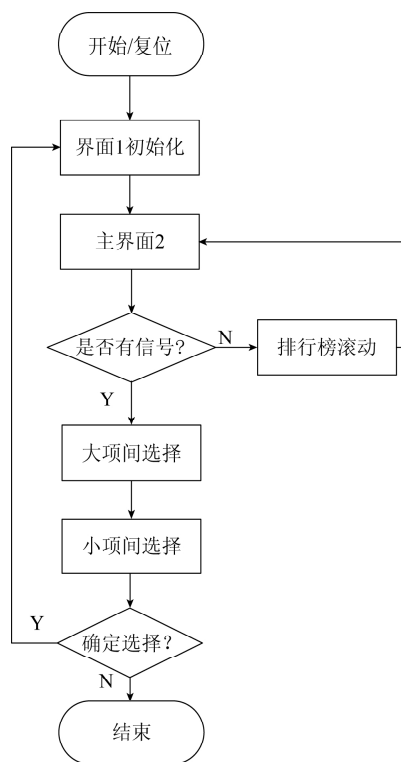 开始/复位
界面1初始化
主界面2
是否有信号?
N
排行榜滚动
Y
大项间选择
小项间选择
Y
确定选择?
N
结束